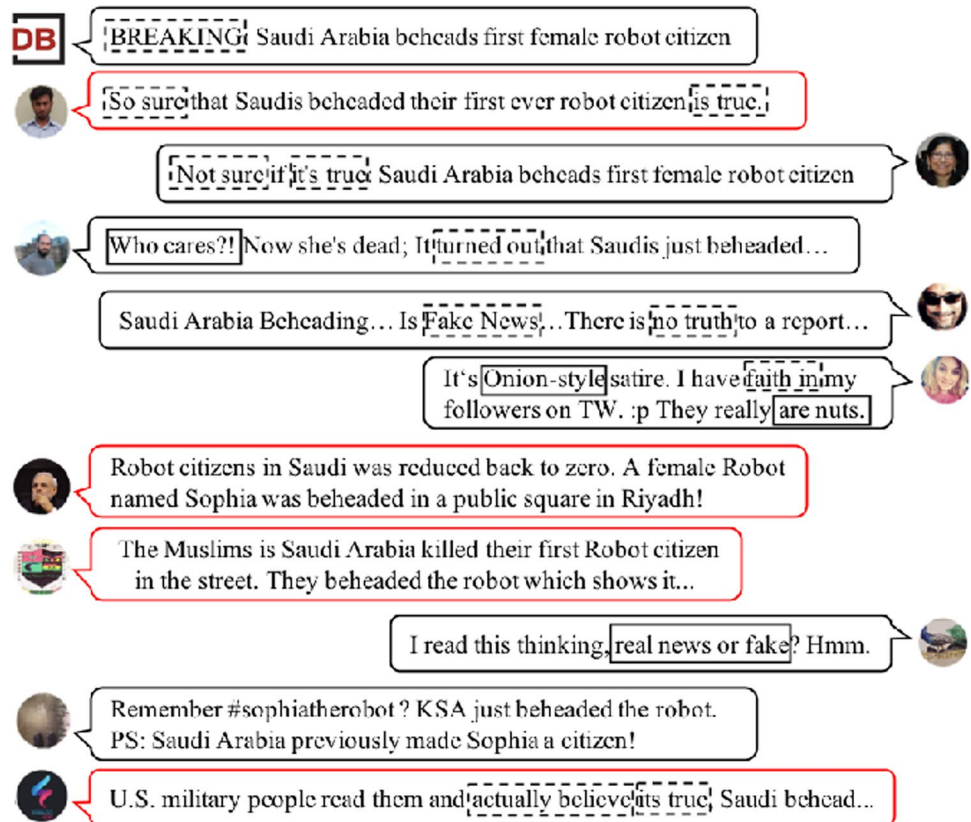 DB
BREAKING: Saudi Arabia beheads first female robot citizen
So sure that Saudis beheaded their first ever robot citizen is true.
Not sure if it's true: Saudi Arabia beheads first female robot citizen
Who cares?! Now she's dead; It turned out that Saudis just beheaded...
Saudi Arabia Beheading... Is Fake News...There is no truth to a report...
It's Onion-style satire. I have faith in my
followers on TW. :p They really are nuts.
Robot citizens in Saudi was reduced back to zero. A female Robot
named Sophia was beheaded in a public square in Riyadh!
The Muslims is Saudi Arabia killed their first Robot citizen
in the street. They beheaded the robot which shows it...
I read this thinking, real news or fake? Hmm.
Remember #sophiatherobot? KSA just beheaded the robot.
PS: Saudi Arabia previously made Sophia a citizen!
U.S. military people read them and actually believe its true, Saudi behead...